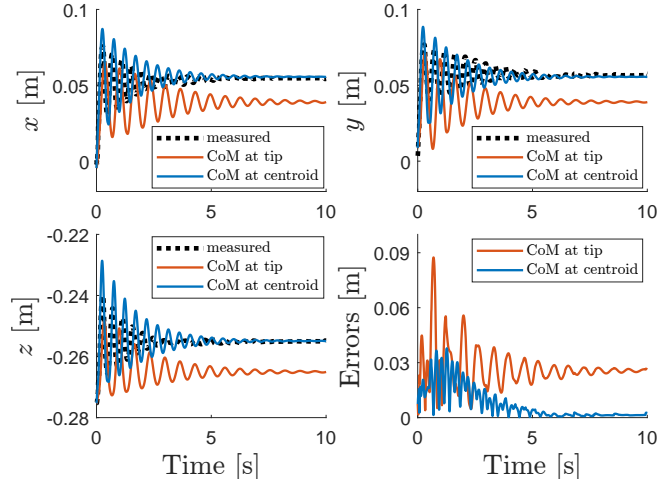 0.1
0.05
0
x [m]
measured
CoM at tip
CoM at centroid
0
5
10
0.1
0.05
0
y [m]
measured
CoM at tip
CoM at centroid
0
5
10
-0.22
-0.24
-0.26
-0.28
z [m]
measured
CoM at tip
CoM at centroid
0
5
10
Time [s]
0.09
0.06
0.03
0
Errors [m]
CoM at tip
CoM at centroid
0
5
10
Time [s]